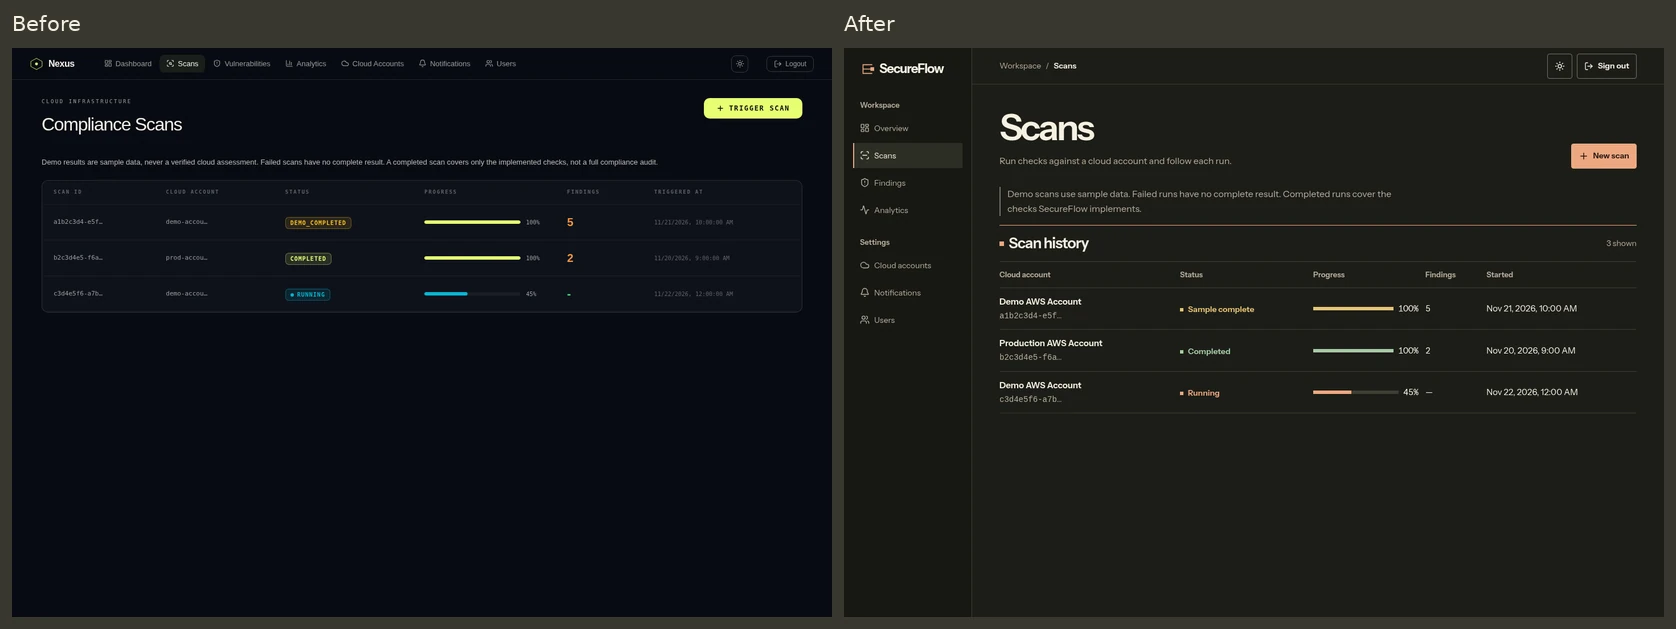 Before
Nexus
Dashboard
Scans
Vulnerabilities
Analytics
Cloud Accounts
Notifications
Users
Logout
CLOUD INFRASTRUCTURE
Compliance Scans
+ TRIGGER SCAN
Demo results are sample data, never a verified cloud assessment. Failed scans have no complete result. A completed scan covers only the implemented checks, not a full compliance audit.
SCAN ID CLOUD ACCOUNT STATUS PROGRESS FINDINGS TRIGGERED AT
a1b2c3d4-e5f… demo-accou… DEMO_COMPLETED 100% 5 11/21/2026, 10:00:00 AM
b2c3d4e5-f6a… prod-accou… COMPLETED 100% 2 11/20/2026, 9:00:00 AM
c3d4e5f6-a7b… demo-accou… RUNNING 45% - 11/22/2026, 12:00:00 AM
After
SecureFlow
Workspace
Overview
Scans
Findings
Analytics
Settings
Cloud accounts
Notifications
Users
Workspace / Scans
Sign out
Scans
Run checks against a cloud account and follow each run.
+ New scan
Demo scans use sample data. Failed runs have no complete result. Completed runs cover the
checks SecureFlow implements.
Scan history
3 shown
Cloud account Status Progress Findings Started
Demo AWS Account
a1b2c3d4-e5f… Sample complete 100% 5 Nov 21, 2026, 10:00 AM
Production AWS Account
b2c3d4e5-f6a… Completed 100% 2 Nov 20, 2026, 9:00 AM
Demo AWS Account
c3d4e5f6-a7b… Running 45% — Nov 22, 2026, 12:00 AM